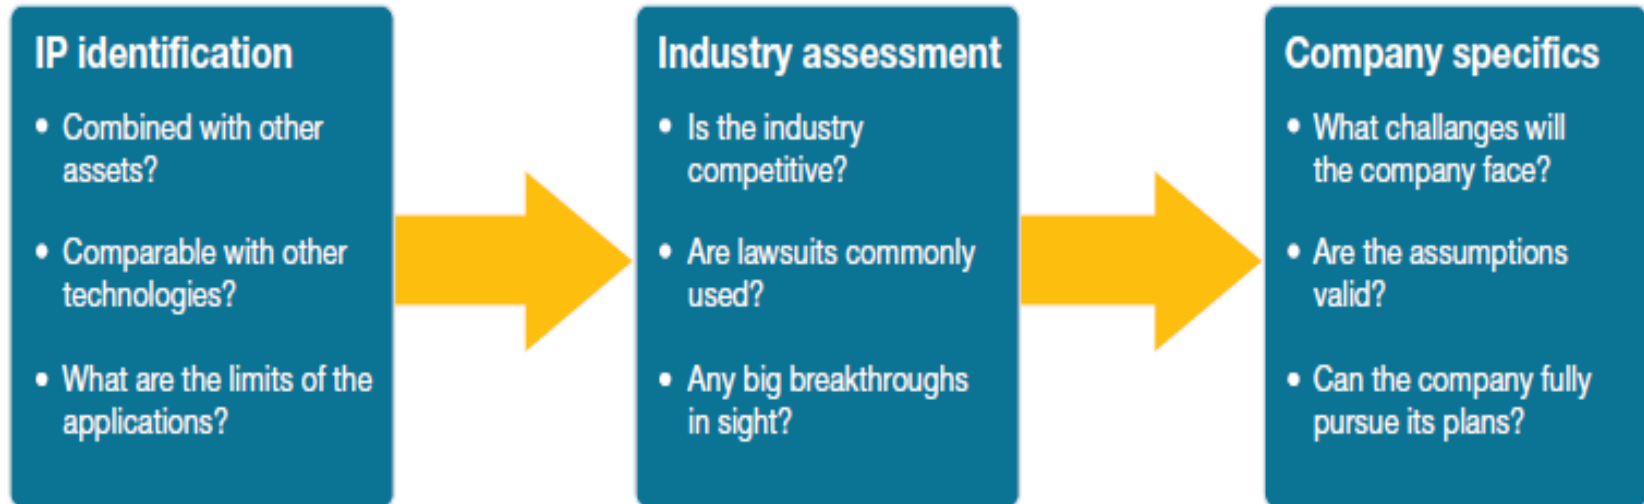 IP identification
• Combined with other
assets?
• Comparable with other
technologies?
• What are the limits of the
applications?
Industry assessment
• Is the industry
competitive?
• Are lawsuits commonly
used?
• Any big breakthroughs
in sight?
Company specifics
• What challanges will
the company face?
• Are the assumptions
valid?
• Can the company fully
pursue its plans?